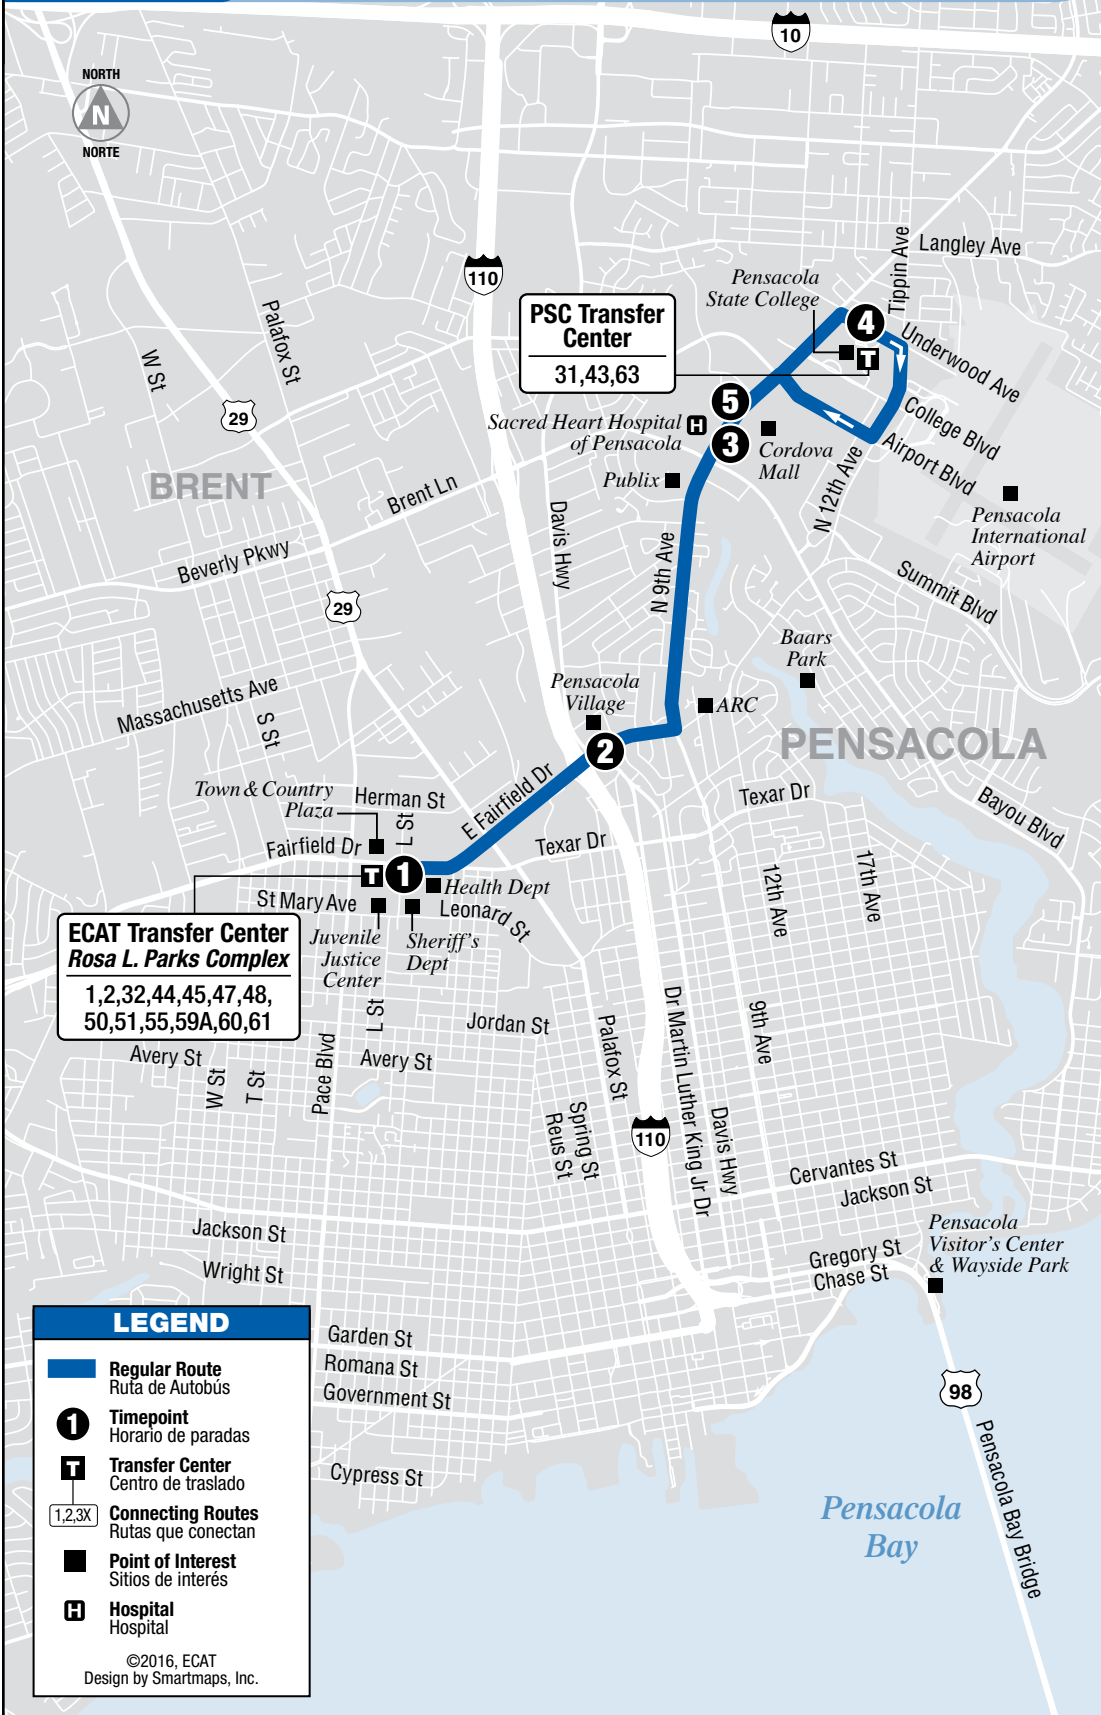 10
NORTH
N
NORTE
110
Langley Ave
Tippin Ave
Pensacola
State College
PSC Transfer
Center
31,43,63
4
T
Underwood Ave
Palafox St
W St
29
5
3
Sacred Heart Hospital
of Pensacola
H
College Blvd
Cordova
Mall
Airport Blvd
N 12th Ave
BRENT
Brent Ln
Publix
Davis Hwy
Pensacola
International
Airport
Beverly Pkwy
29
N 9th Ave
Summit Blvd
Baars
Park
Massachusetts Ave
S St
Pensacola
Village
ARC
2
PENSACOLA
Town & Country
Plaza
Herman St
L St
E Fairfield Dr
Texar Dr
Bayou Blvd
Fairfield Dr
Texar Dr
T
1
Health Dept
St Mary Ave
Leonard St
12th Ave
17th Ave
ECAT Transfer Center
Rosa L. Parks Complex
1,2,32,44,45,47,48,
50,51,55,59A,60,61
Juvenile
Justice
Center
Sheriff's
Dept
L St
Jordan St
Palafox St
Dr Martin Luther King Jr Dr
9th Ave
Avery St
W St
T St
Pace Blvd
Avery St
Spring St
Reus St
110
Davis Hwy
Cervantes St
Jackson St
Jackson St
Wright St
Gregory St
Chase St
Pensacola
Visitor's Center
& Wayside Park
Garden St
Romana St
Government St
Cypress St
98
Pensacola Bay Bridge
Pensacola
Bay
LEGEND
Regular Route
Ruta de Autobús
1
Timepoint
Horario de paradas
T
Transfer Center
Centro de traslado
1,2,3X
Connecting Routes
Rutas que conectan
Point of Interest
Sitios de interés
H
Hospital
Hospital
©2016, ECAT
Design by Smartmaps, Inc.